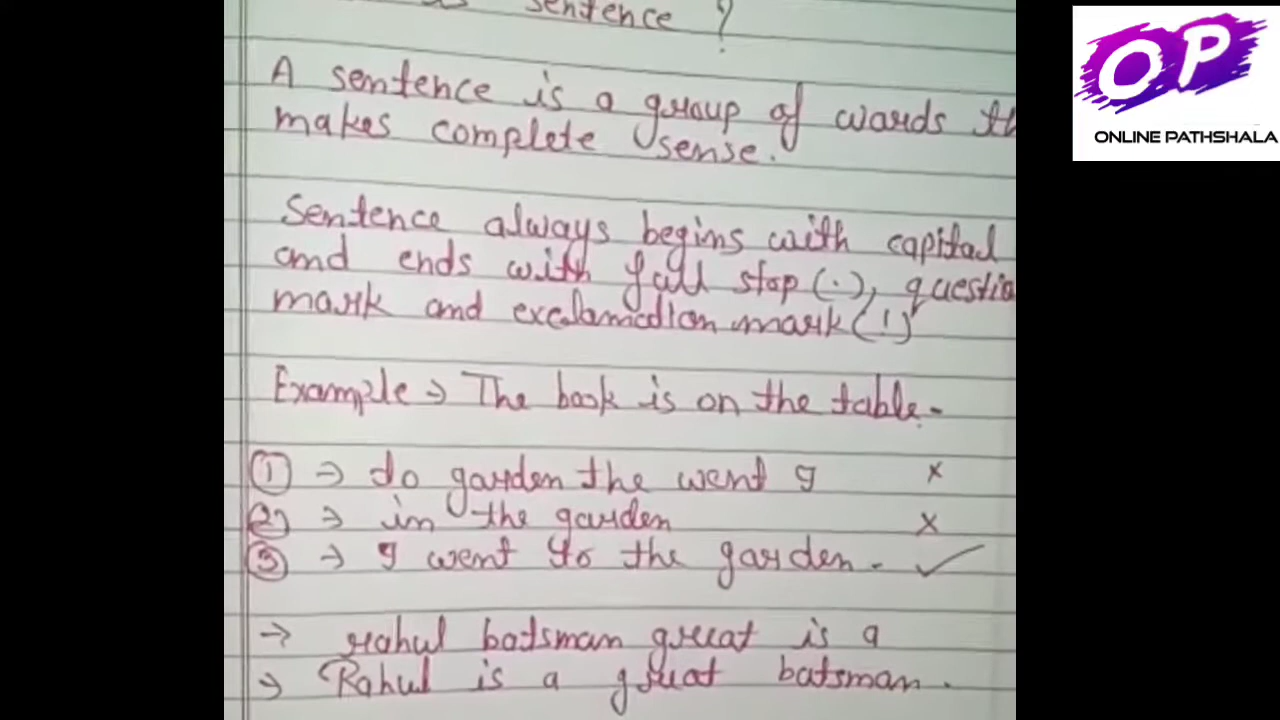 sentence ?
A sentence is a group of words th
makes complete sense.
Sentence always begins with capital
and ends with full stop (.), questio
mark and exclamation mark (!)
Example → The book is on the table.
① → to garden the went I ×
② → in the garden ×
③ → I went to the garden. ✓
→ rahul batsman great is a
→ Rahul is a great batsman.
OP
ONLINE PATHSHALA